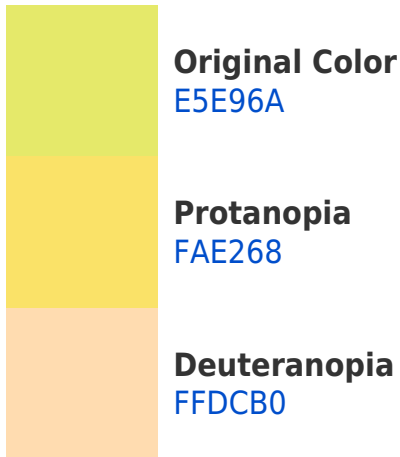 Original Color
E5E96A
Protanopia
FAE268
Deuteranopia
FFDCB0